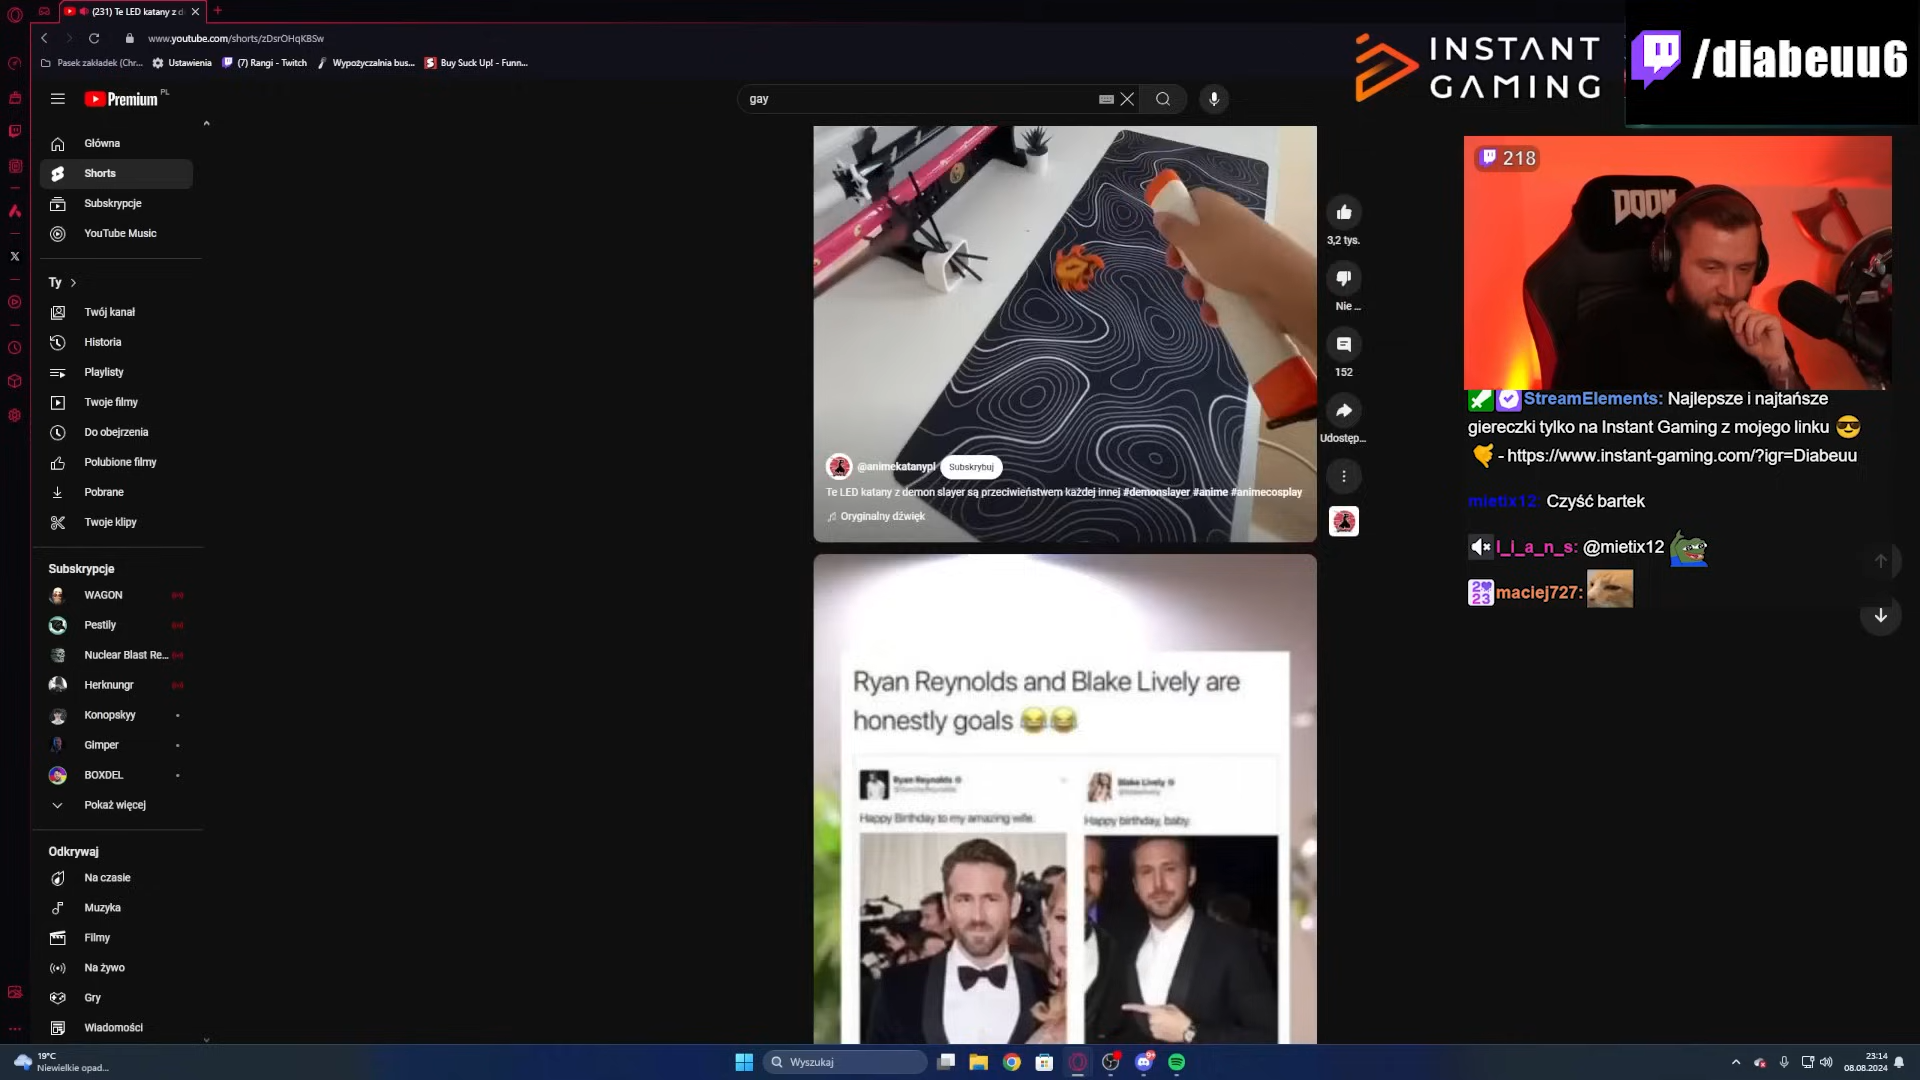 (231) Te LED katany z d
www.youtube.com/shorts/zDsrOHqKBSw
Pasek zakładek (Chr...
Ustawienia
(7) Rangi - Twitch
Wypożyczalnia bus...
Buy Suck Up! - Funn...
INSTANT
GAMING
/diabeuu6
Premium PL
gay
218
Główna
Shorts
Subskrypcje
YouTube Music
Ty
Twój kanał
Historia
Playlisty
Twoje filmy
Do obejrzenia
Polubione filmy
Pobrane
Twoje klipy
Subskrypcje
WAGON
Pestily
Nuclear Blast Re...
Herknungr
Konopskyy
Gimper
BOXDEL
Pokaż więcej
Odkrywaj
Na czasie
Muzyka
Filmy
Na żywo
Gry
Wiadomości
3,2 tys.
Nie ...
152
Udostęp...
@animekatanypl Subskrybuj
Te LED katany z demon slayer są przeciwieństwem każdej innej #demonslayer #anime #animecosplay
Oryginalny dźwięk
Ryan Reynolds and Blake Lively are
honestly goals 😂😂
Ryan Reynolds
Happy Birthday to my amazing wife.
Blake Lively
Happy birthday, baby.
DOOM
StreamElements: Najlepsze i najtańsze
giereczki tylko na Instant Gaming z mojego linku 😎
🤙 - https://www.instant-gaming.com/?igr=Diabeuu
mietix12: Czyść bartek
l_i_a_n_s: @mietix12
2023 maciej727:
19°C
Niewielkie opad...
Wyszukaj
23:14
08.08.2024